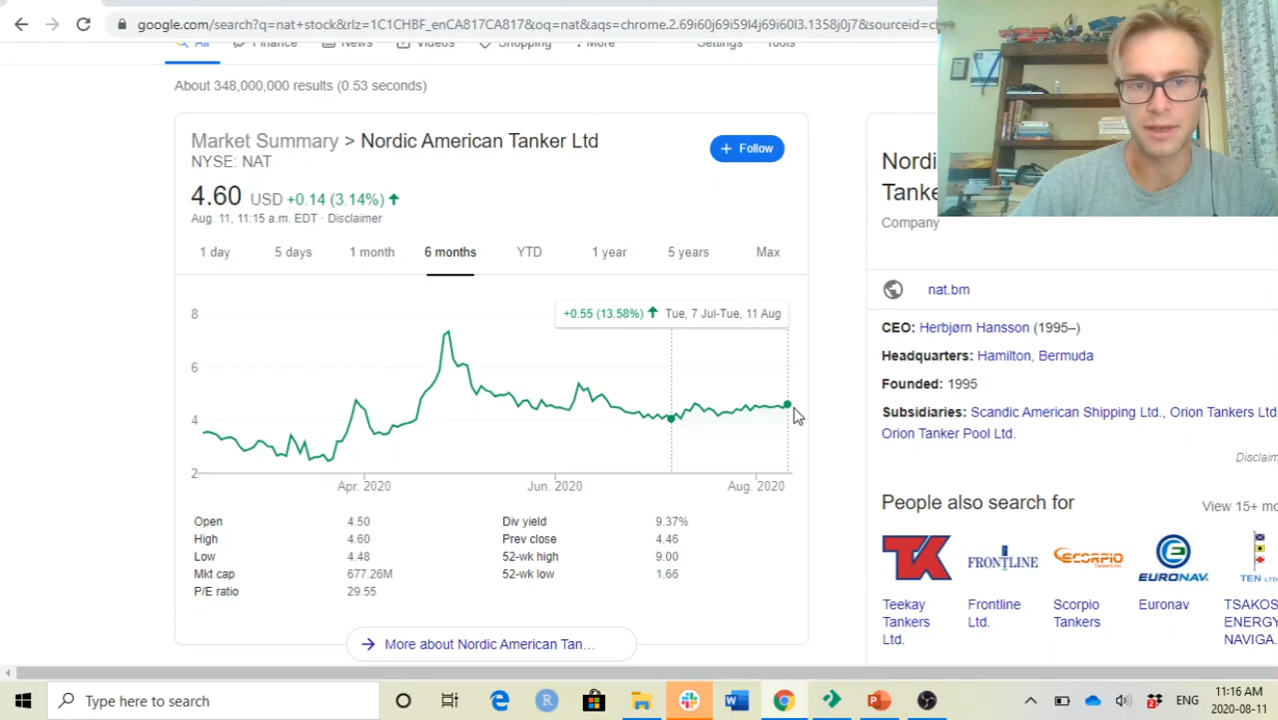 google.com/search?q=nat+stock&rlz=1C1CHBF_enCA817CA817&oq=nat&aqs=chrome.2.69i60j69i59l4j69i60l3.1358j0j7&sourceid=ch
All Finance News Videos Shopping More Settings Tools
About 348,000,000 results (0.53 seconds)
Market Summary > Nordic American Tanker Ltd
NYSE: NAT
+ Follow
4.60 USD +0.14 (3.14%)
Aug. 11, 11:15 a.m. EDT · Disclaimer
1 day 5 days 1 month 6 months YTD 1 year 5 years Max
+0.55 (13.58%) Tue, 7 Jul-Tue, 11 Aug
8
6
4
2
Apr. 2020 Jun. 2020 Aug. 2020
Open 4.50 Div yield 9.37%
High 4.60 Prev close 4.46
Low 4.48 52-wk high 9.00
Mkt cap 677.26M 52-wk low 1.66
P/E ratio 29.55
More about Nordic American Tan…
Nordi
Tanke
Company
nat.bm
CEO: Herbjørn Hansson (1995–)
Headquarters: Hamilton, Bermuda
Founded: 1995
Subsidiaries: Scandic American Shipping Ltd., Orion Tankers Ltd
Orion Tanker Pool Ltd.
Disclaim
People also search for View 15+ mo
TK FRONTLINE SCORPIO EURONAV TEN LTD
Teekay
Tankers
Ltd.
Frontline
Ltd.
Scorpio
Tankers
Euronav
TSAKOS
ENERGY
NAVIGA.
Type here to search
ENG
11:16 AM
2020-08-11